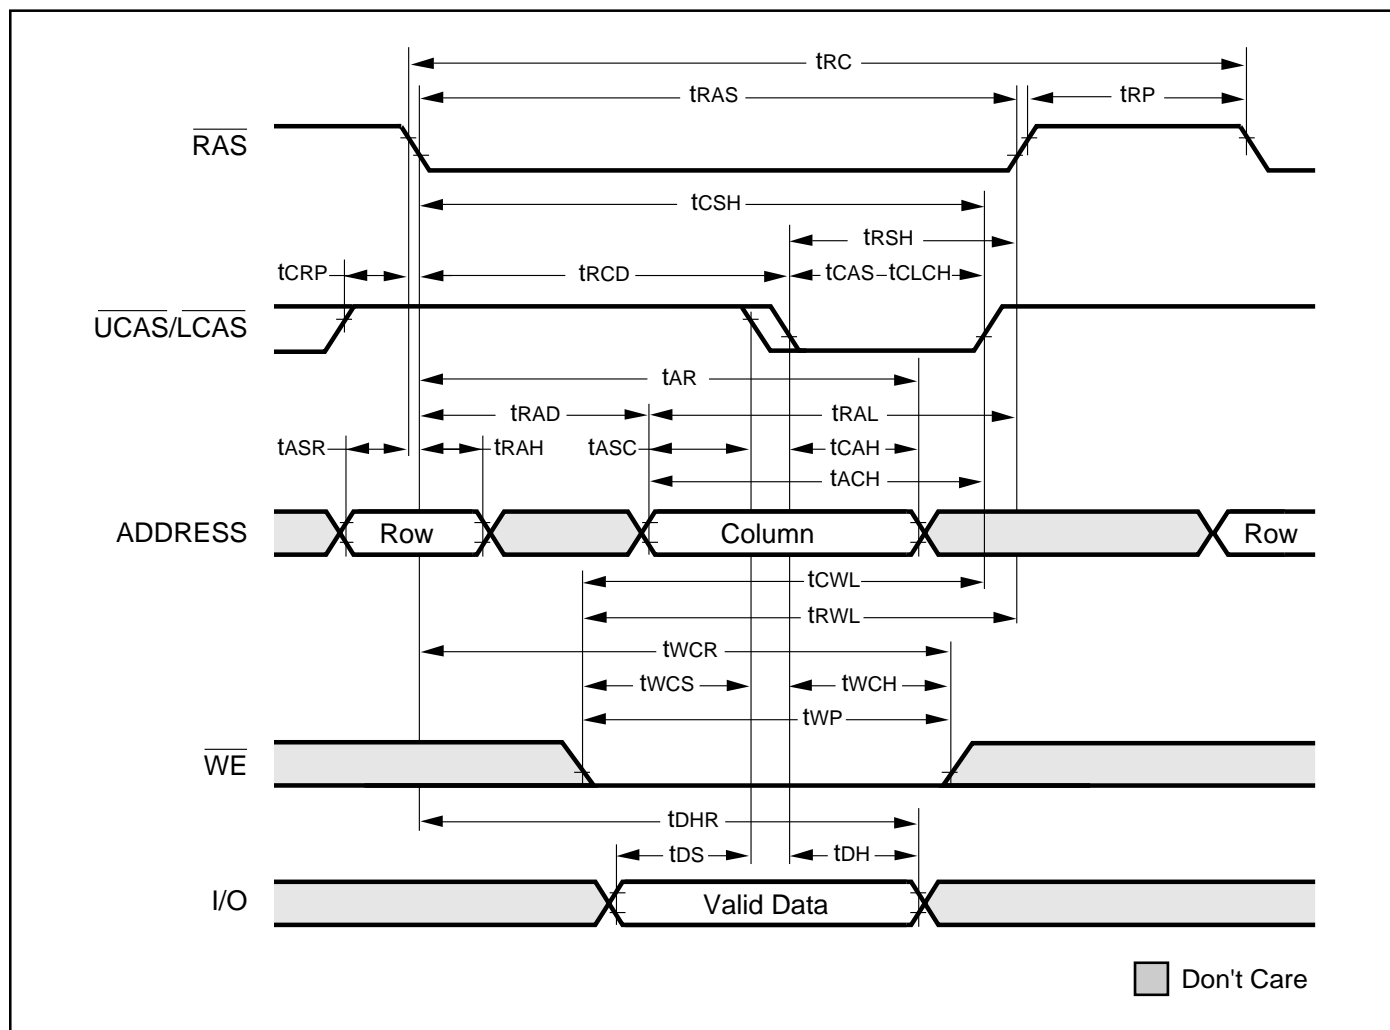 tRC
tRAS tRP
RAS
tCSH
tRSH
tCRP tRCD tCAS tCLCH
UCAS/LCAS
tAR
tRAD tRAL
tASR tRAH tASC tCAH
tACH
ADDRESS Row Column Row
tCWL
tRWL
tWCR
tWCS tWCH
tWP
WE
tDHR
tDS tDH
I/O Valid Data
Don't Care